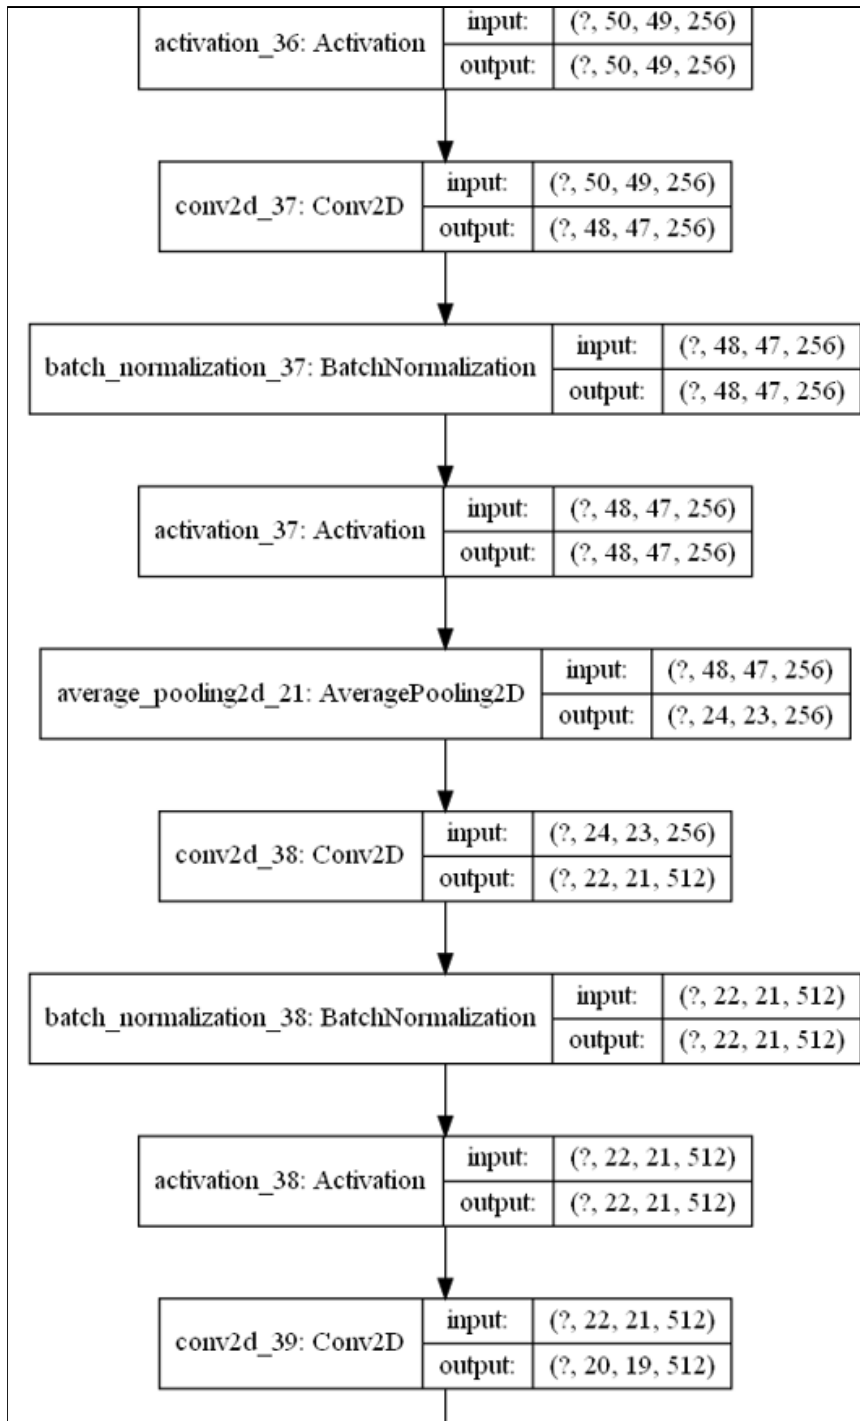 activation_36: Activation input: (?, 50, 49, 256)
output: (?, 50, 49, 256)
conv2d_37: Conv2D input: (?, 50, 49, 256)
output: (?, 48, 47, 256)
batch_normalization_37: BatchNormalization input: (?, 48, 47, 256)
output: (?, 48, 47, 256)
activation_37: Activation input: (?, 48, 47, 256)
output: (?, 48, 47, 256)
average_pooling2d_21: AveragePooling2D input: (?, 48, 47, 256)
output: (?, 24, 23, 256)
conv2d_38: Conv2D input: (?, 24, 23, 256)
output: (?, 22, 21, 512)
batch_normalization_38: BatchNormalization input: (?, 22, 21, 512)
output: (?, 22, 21, 512)
activation_38: Activation input: (?, 22, 21, 512)
output: (?, 22, 21, 512)
conv2d_39: Conv2D input: (?, 22, 21, 512)
output: (?, 20, 19, 512)